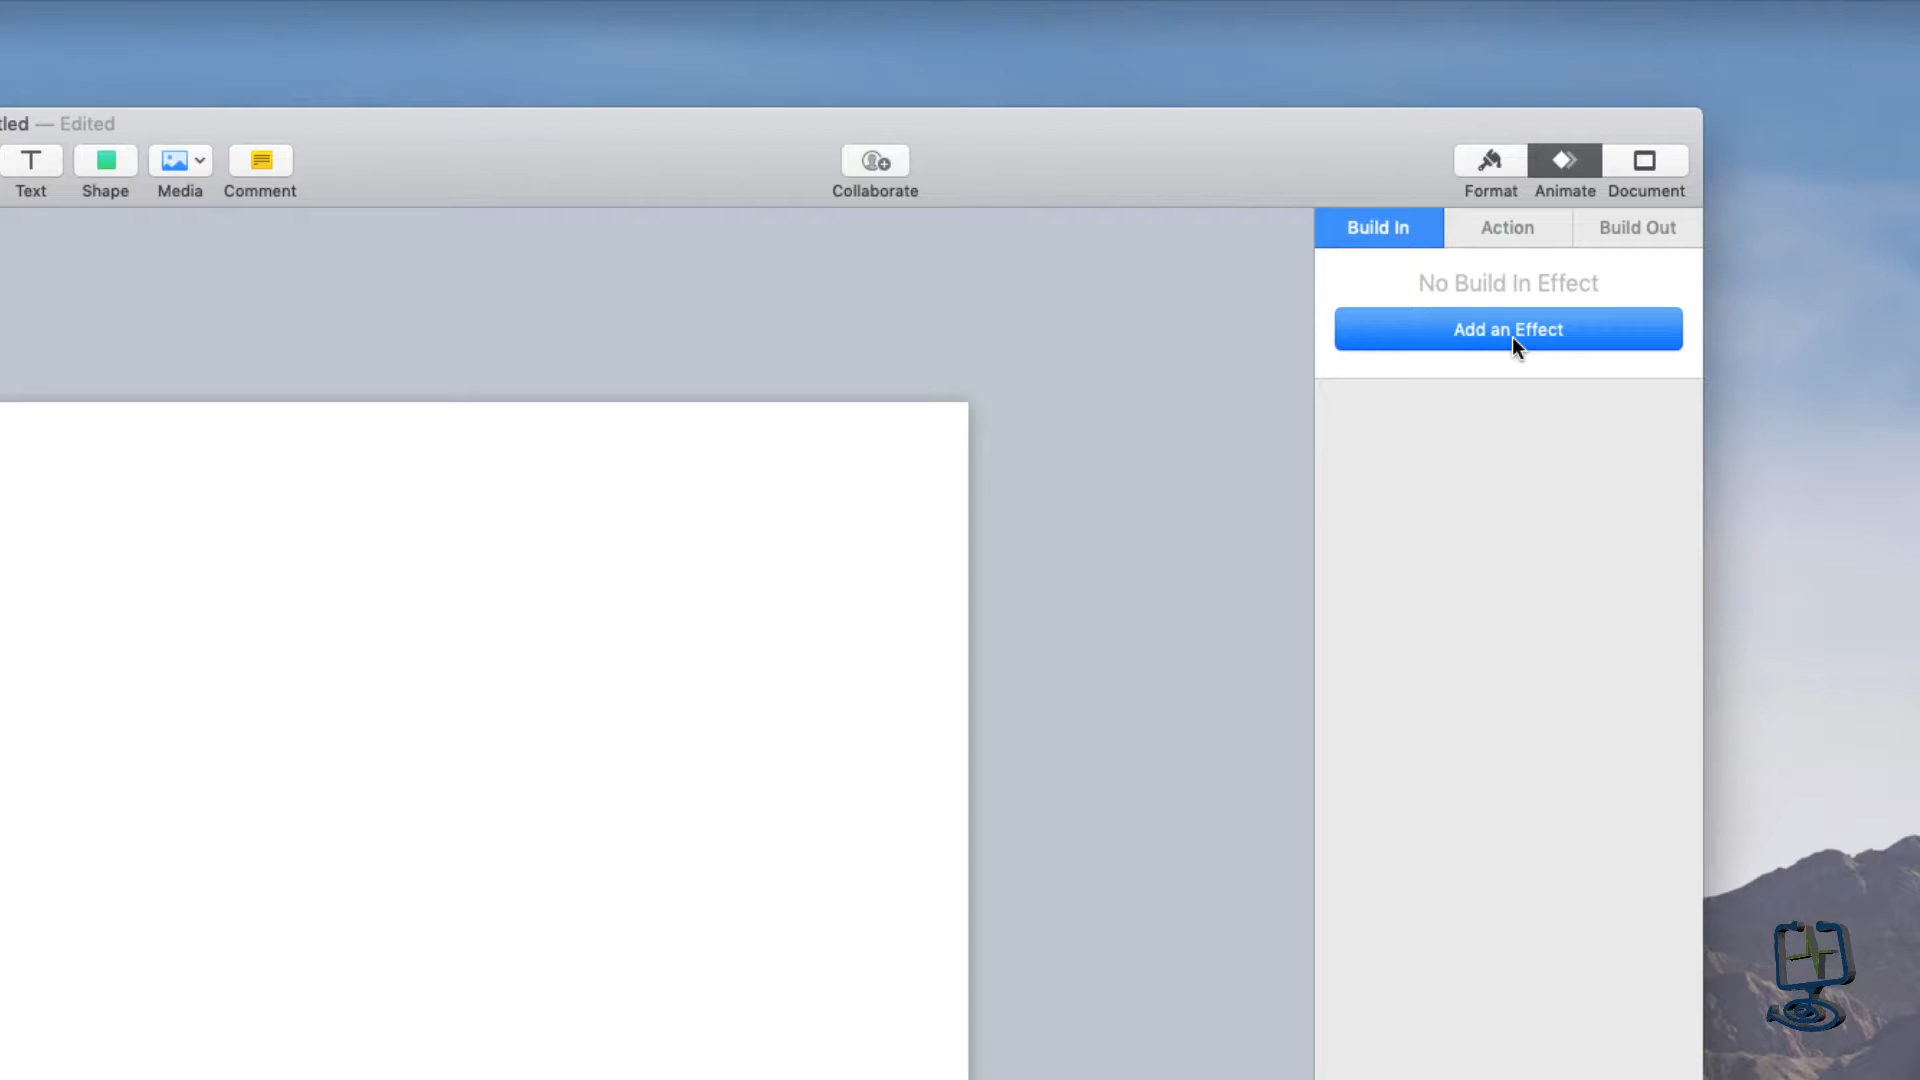 tled — Edited
Text Shape Media Comment Collaborate Format Animate Document
Build In Action Build Out
No Build In Effect
Add an Effect